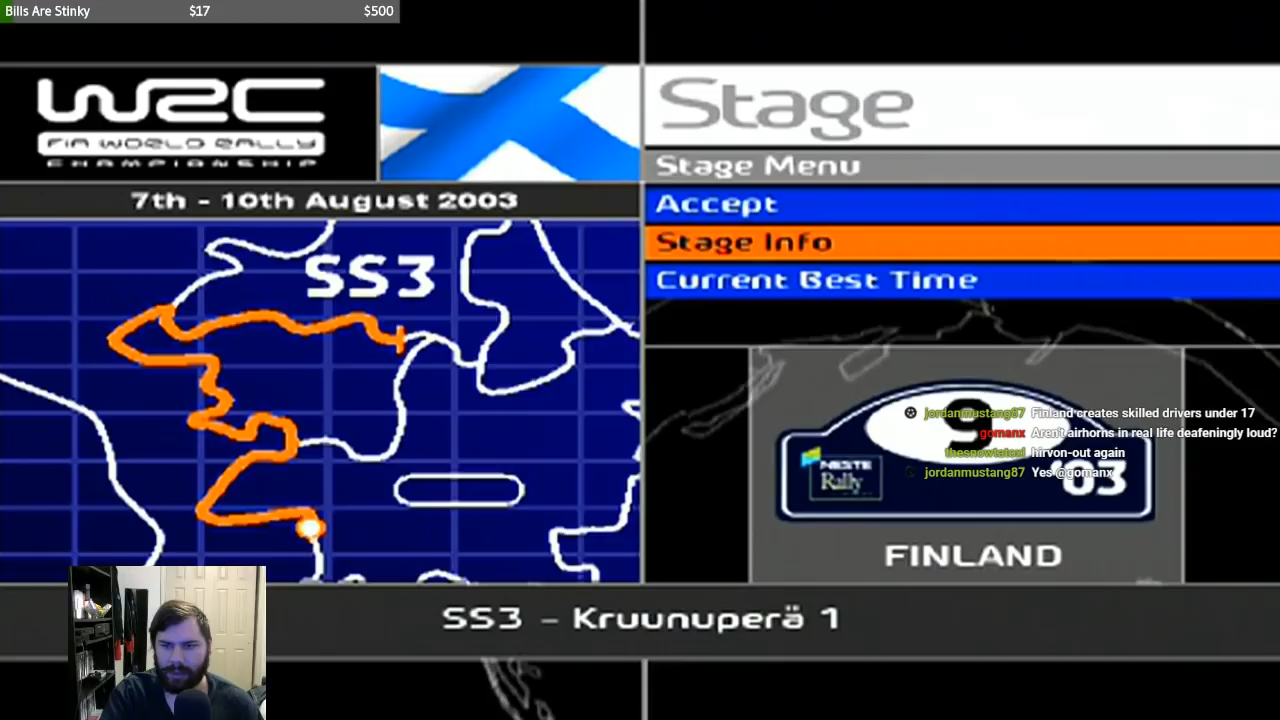 Bills Are Stinky $17 $500
WRC
FIA WORLD RALLY
CHAMPIONSHIP
Stage
Stage Menu
7th - 10th August 2003
Accept
Stage Info
Current Best Time
SS3
9
jordanmustang87 Finland creates skilled drivers under 17
gomanx Aren't airhorns in real life deafeningly loud?
hirvon-out again
jordanmustang87 Yes @gomanx
NESTE
Rally
'03
FINLAND
SS3 - Kruunuperä 1